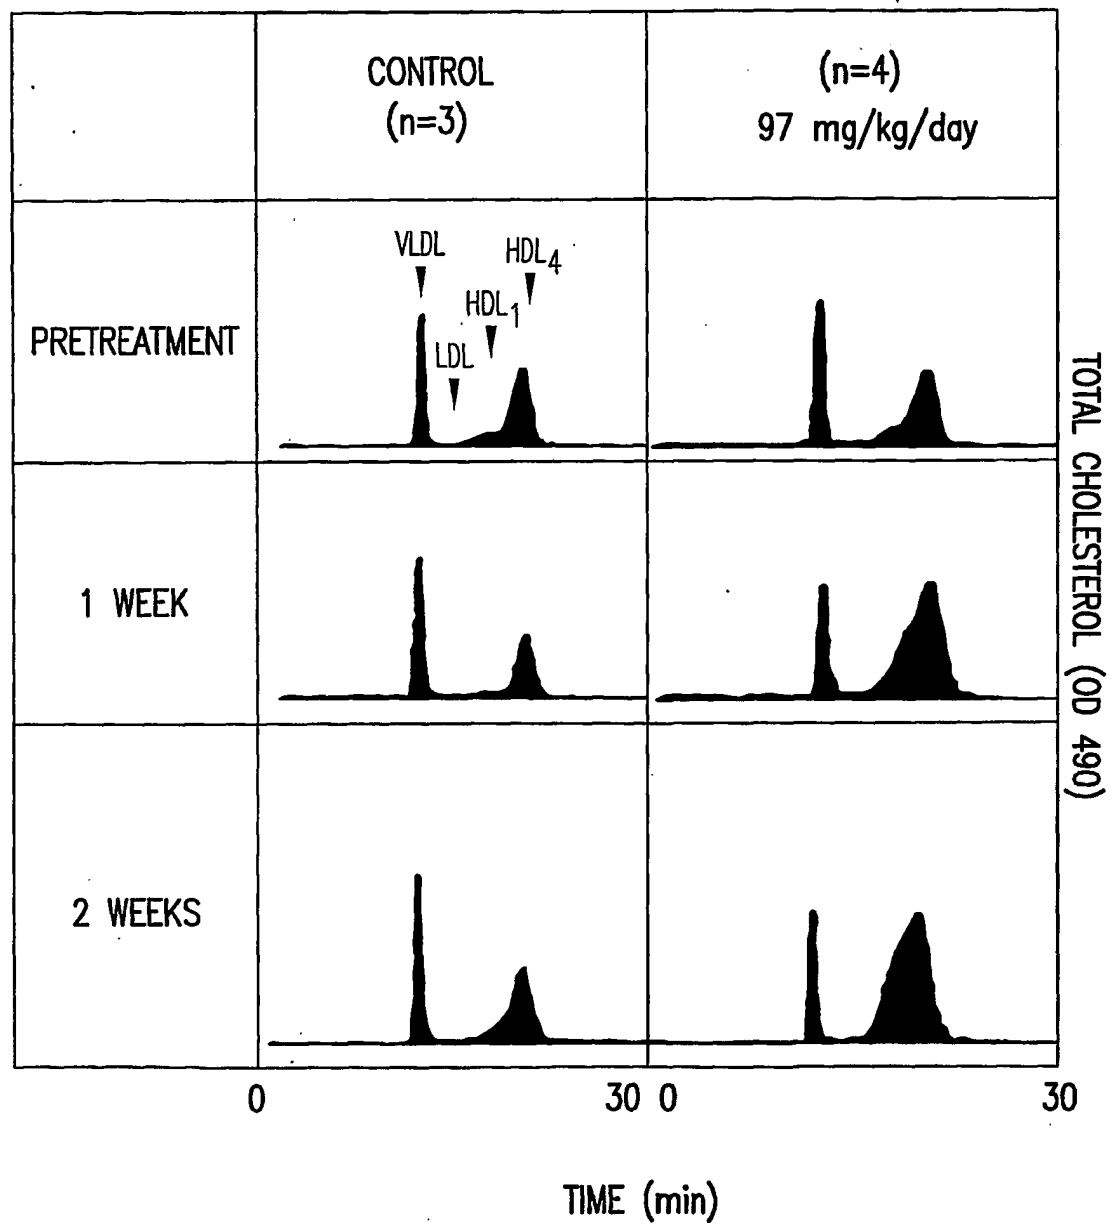 CONTROL
(n=3)
(n=4)
97 mg/kg/day
PRETREATMENT
VLDL
LDL
HDL1
HDL4
1 WEEK
2 WEEKS
TOTAL CHOLESTEROL (OD 490)
0
30
0
30
TIME (min)